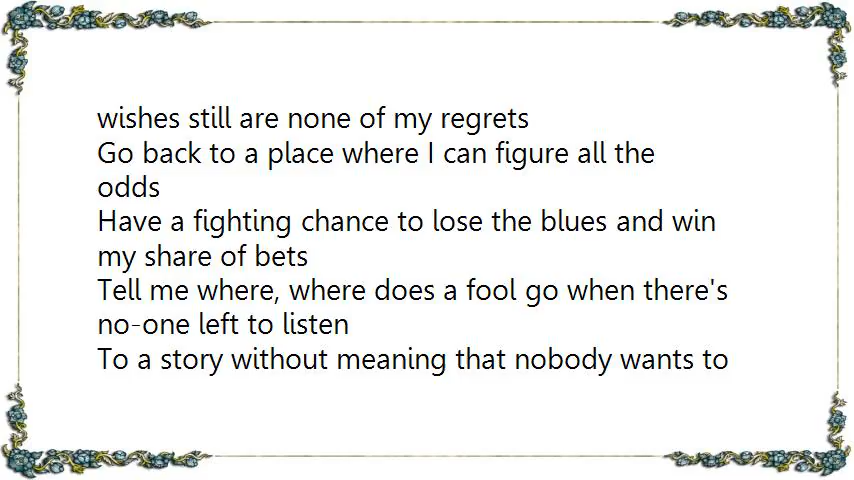 wishes still are none of my regrets
Go back to a place where I can figure all the
odds
Have a fighting chance to lose the blues and win
my share of bets
Tell me where, where does a fool go when there's
no-one left to listen
To a story without meaning that nobody wants to